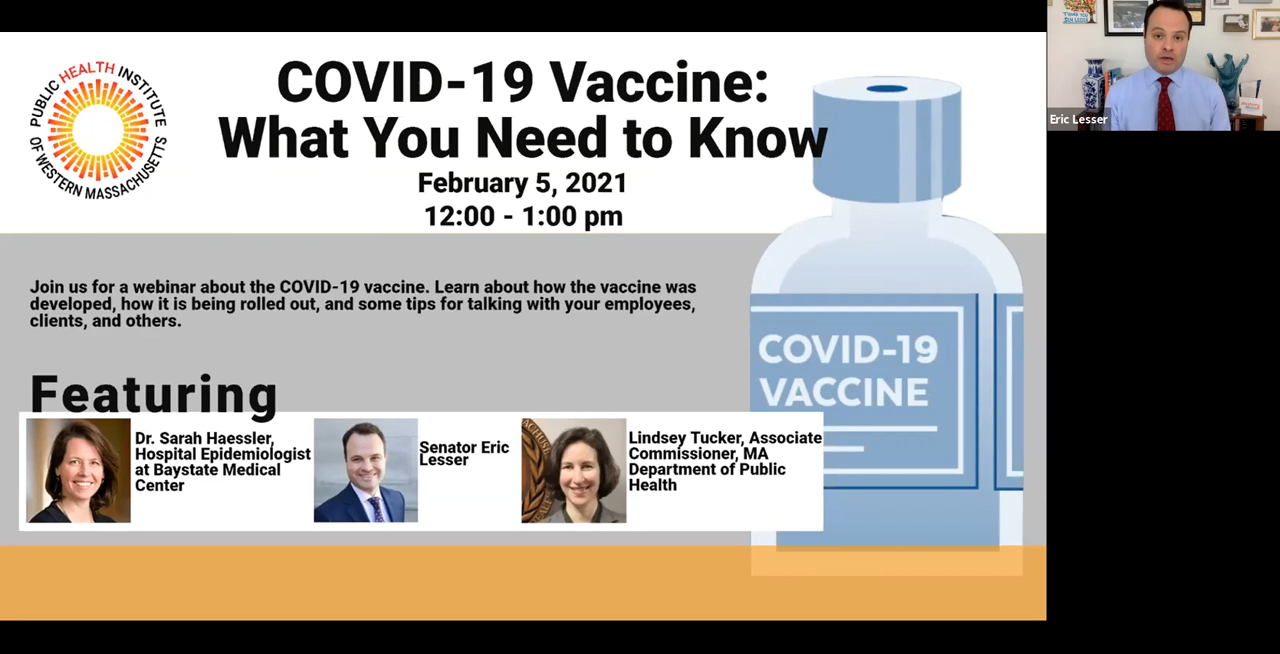 PUBLIC HEALTH INSTITUTE
OF WESTERN MASSACHUSETTS
COVID-19 Vaccine:
What You Need to Know
February 5, 2021
12:00 - 1:00 pm
Join us for a webinar about the COVID-19 vaccine. Learn about how the vaccine was
developed, how it is being rolled out, and some tips for talking with your employees,
clients, and others.
Featuring
Dr. Sarah Haessler,
Hospital Epidemiologist
at Baystate Medical
Center
Senator Eric
Lesser
Lindsey Tucker, Associate
Commissioner, MA
Department of Public
Health
COVID-19
VACCINE
THANK YOU
Eric Lesser